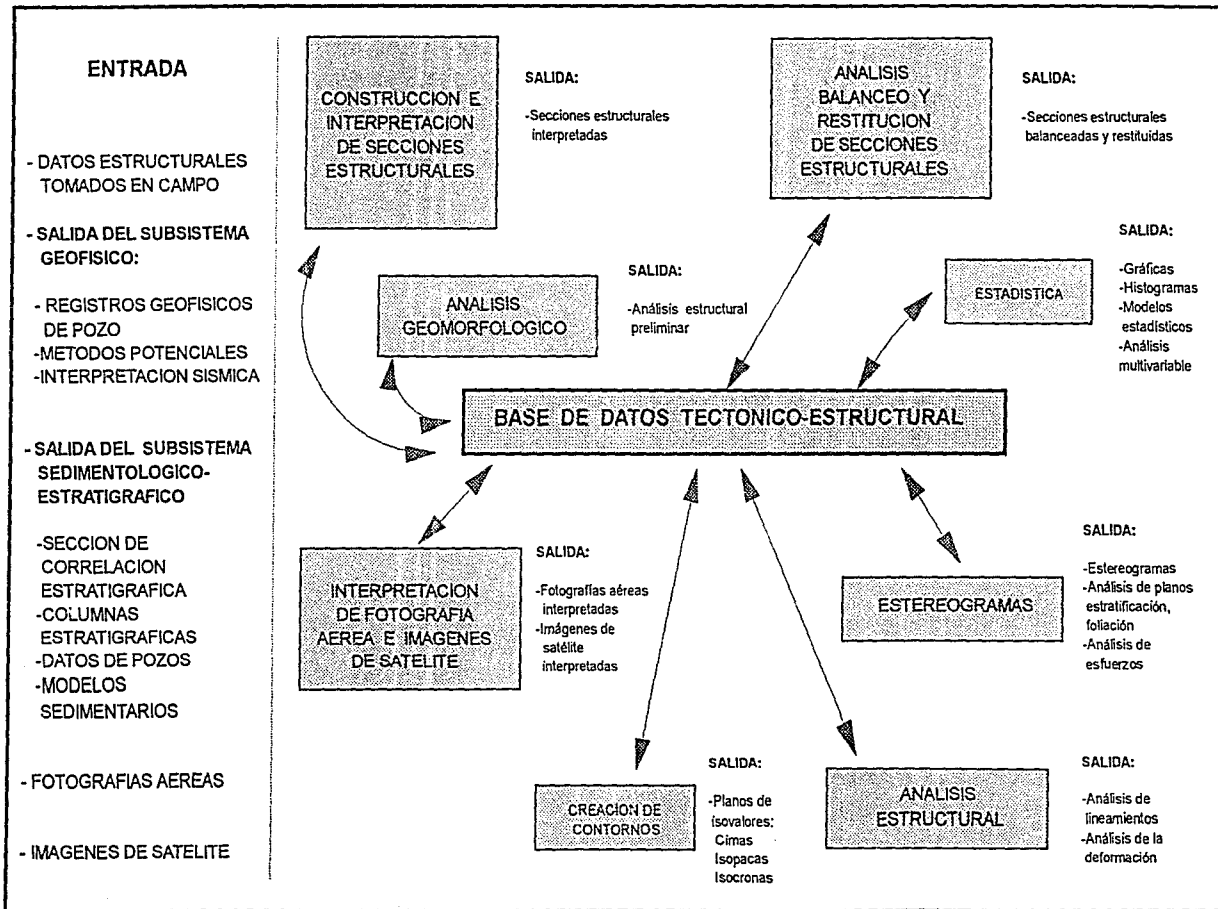 ENTRADA
- DATOS ESTRUCTURALES
TOMADOS EN CAMPO
- SALIDA DEL SUBSISTEMA
GEOFISICO:
- REGISTROS GEOFISICOS
DE POZO
-METODOS POTENCIALES
-INTERPRETACION SISMICA
- SALIDA DEL SUBSISTEMA
SEDIMENTOLOGICO-
ESTRATIGRAFICO
-SECCION DE
CORRELACION
ESTRATIGRAFICA
-COLUMNAS
ESTRATIGRAFICAS
-DATOS DE POZOS
-MODELOS
SEDIMENTARIOS
- FOTOGRAFIAS AEREAS
- IMAGENES DE SATELITE
CONSTRUCCION E
INTERPRETACION
DE SECCIONES
ESTRUCTURALES
SALIDA:
-Secciones estructurales
interpretadas
ANALISIS
BALANCEO Y
RESTITUCION
DE SECCIONES
ESTRUCTURALES
SALIDA:
-Secciones estructurales
balanceadas y restituidas
ANALISIS
GEOMORFOLOGICO
SALIDA:
-Análisis estructural
preliminar
ESTADISTICA
SALIDA:
-Gráficas
-Histogramas
-Modelos
estadísticos
-Análisis
multivariable
BASE DE DATOS TECTONICO-ESTRUCTURAL
INTERPRETACION
DE FOTOGRAFIA
AEREA E IMAGENES
DE SATELITE
SALIDA:
-Fotografías aéreas
interpretadas
-Imágenes de
satélite
interpretadas
ESTEREOGRAMAS
SALIDA:
-Estereogramas
-Análisis de planos
estratificación,
foliación
-Análisis de
esfuerzos
CREACION DE
CONTORNOS
SALIDA:
-Planos de
isovalores:
Cimas
Isopacas
Isocronas
ANALISIS
ESTRUCTURAL
SALIDA:
-Análisis de
lineamientos
-Análisis de la
deformación